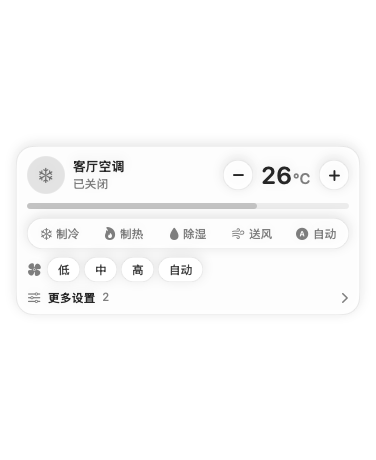 客厅空调
已关闭
− 26°C +
制冷 制热 除湿 送风 A 自动
低 中 高 自动
更多设置 2